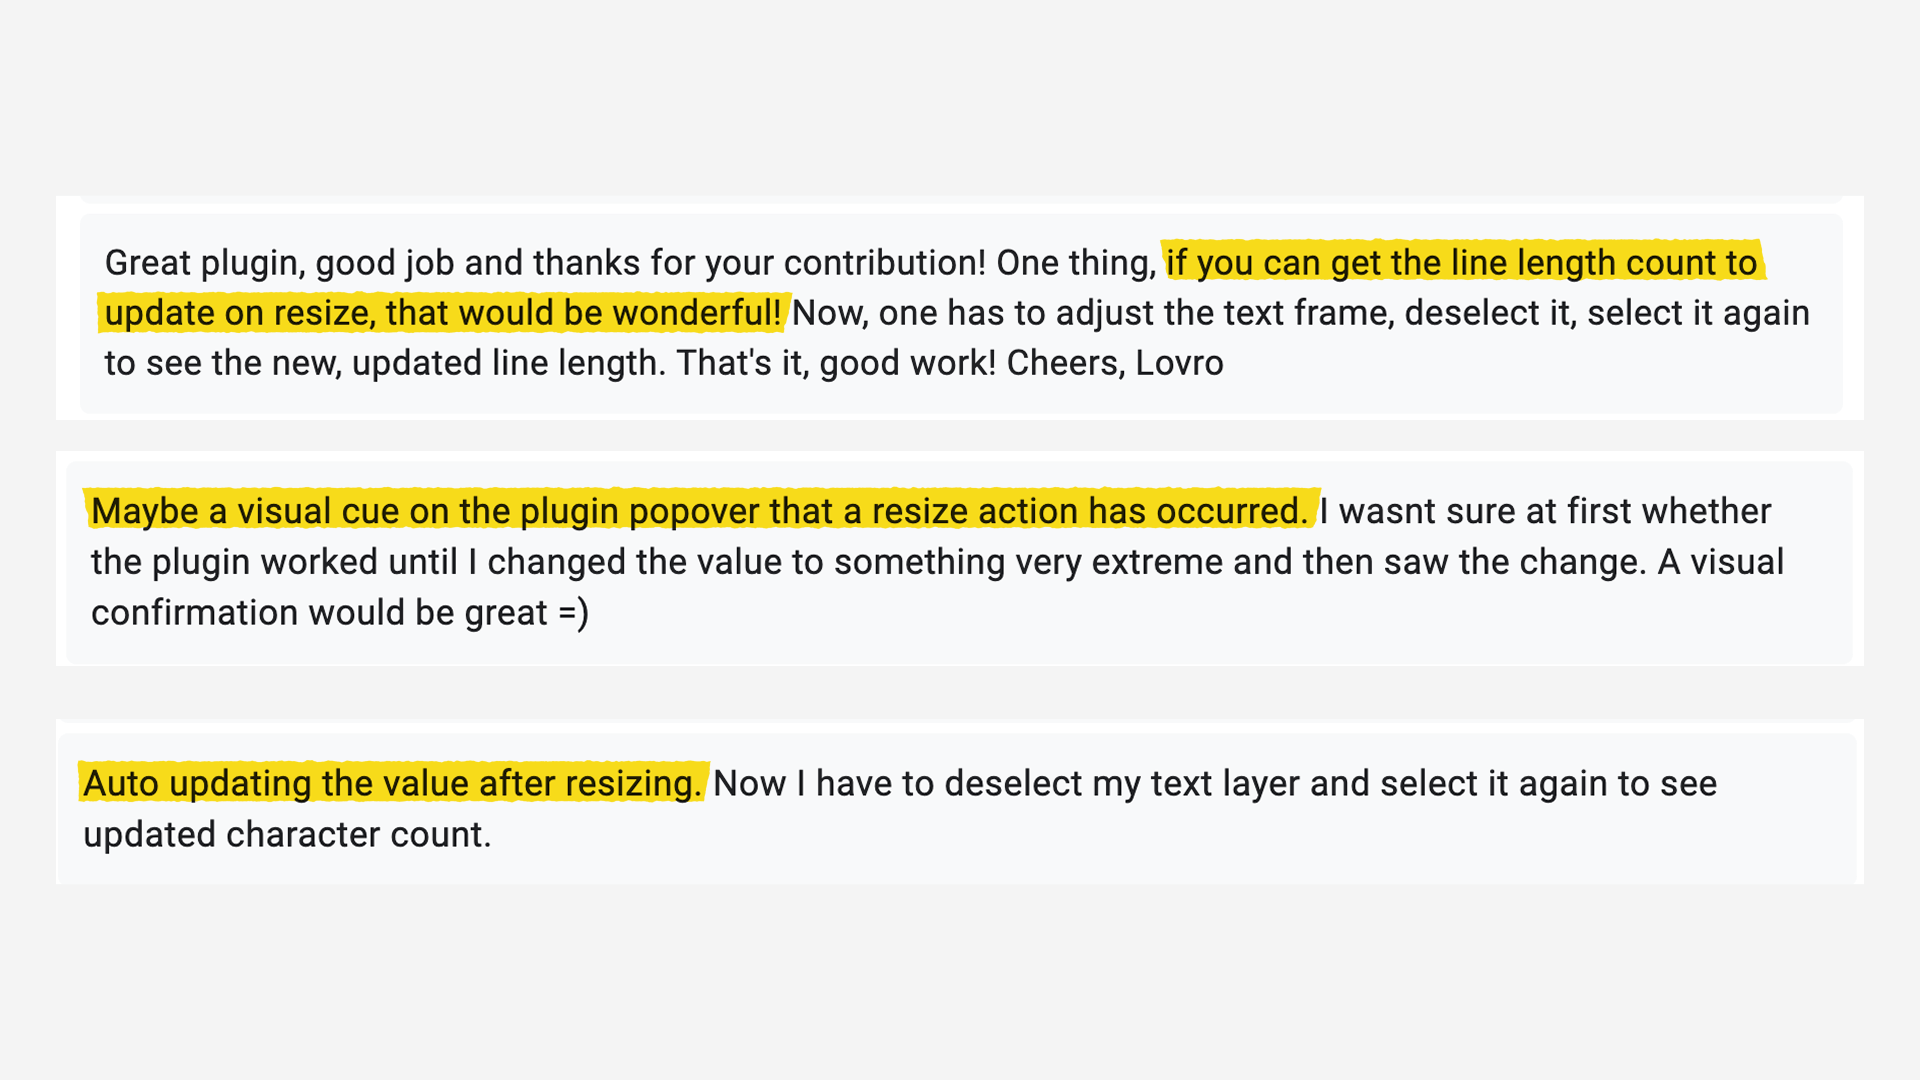 Great plugin, good job and thanks for your contribution! One thing, if you can get the line length count to
update on resize, that would be wonderful! Now, one has to adjust the text frame, deselect it, select it again
to see the new, updated line length. That's it, good work! Cheers, Lovro
Maybe a visual cue on the plugin popover that a resize action has occurred. I wasnt sure at first whether
the plugin worked until I changed the value to something very extreme and then saw the change. A visual
confirmation would be great =)
Auto updating the value after resizing. Now I have to deselect my text layer and select it again to see
updated character count.